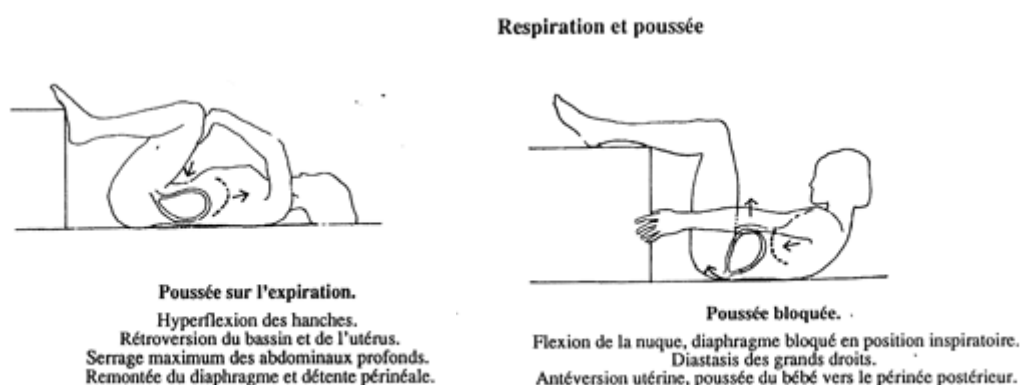 Respiration et poussée
Poussée sur l'expiration.
Hyperflexion des hanches.
Rétroversion du bassin et de l'utérus.
Serrage maximum des abdominaux profonds.
Remontée du diaphragme et détente périnéale.
Poussée bloquée.
Flexion de la nuque, diaphragme bloqué en position inspiratoire.
Diastasis des grands droits.
Antéversion utérine, poussée du bébé vers le périnée postérieur.